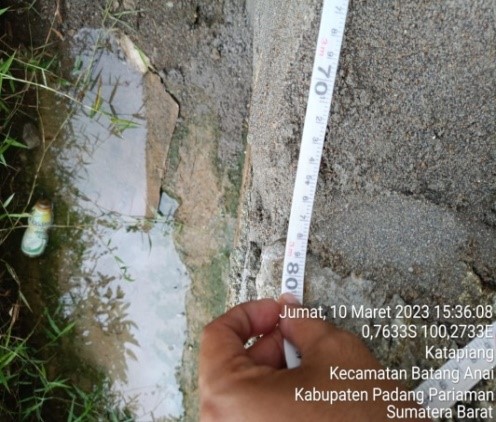 70
80
Jumat, 10 Maret 2023 15:36:08
0,7633S 100,2733E
Katapiang
Kecamatan Batang Anai
Kabupaten Padang Pariaman
Sumatera Barat